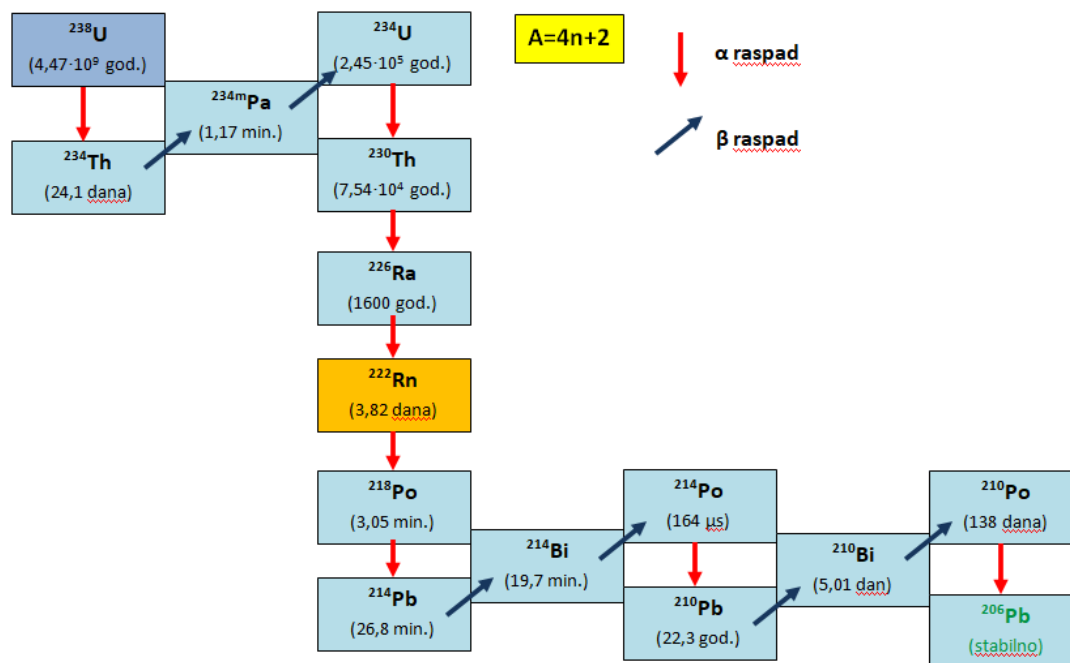 ²³⁸U
(4,47·10⁹ god.)
²³⁴U
(2,45·10⁵ god.)
A=4n+2
α raspad
²³⁴ᵐPa
(1,17 min.)
β raspad
²³⁴Th
(24,1 dana)
²³⁰Th
(7,54·10⁴ god.)
²²⁶Ra
(1600 god.)
²²²Rn
(3,82 dana)
²¹⁸Po
(3,05 min.)
²¹⁴Po
(164 µs)
²¹⁰Po
(138 dana)
²¹⁴Bi
(19,7 min.)
²¹⁰Bi
(5,01 dan)
²¹⁴Pb
(26,8 min.)
²¹⁰Pb
(22,3 god.)
²⁰⁶Pb
(stabilno)